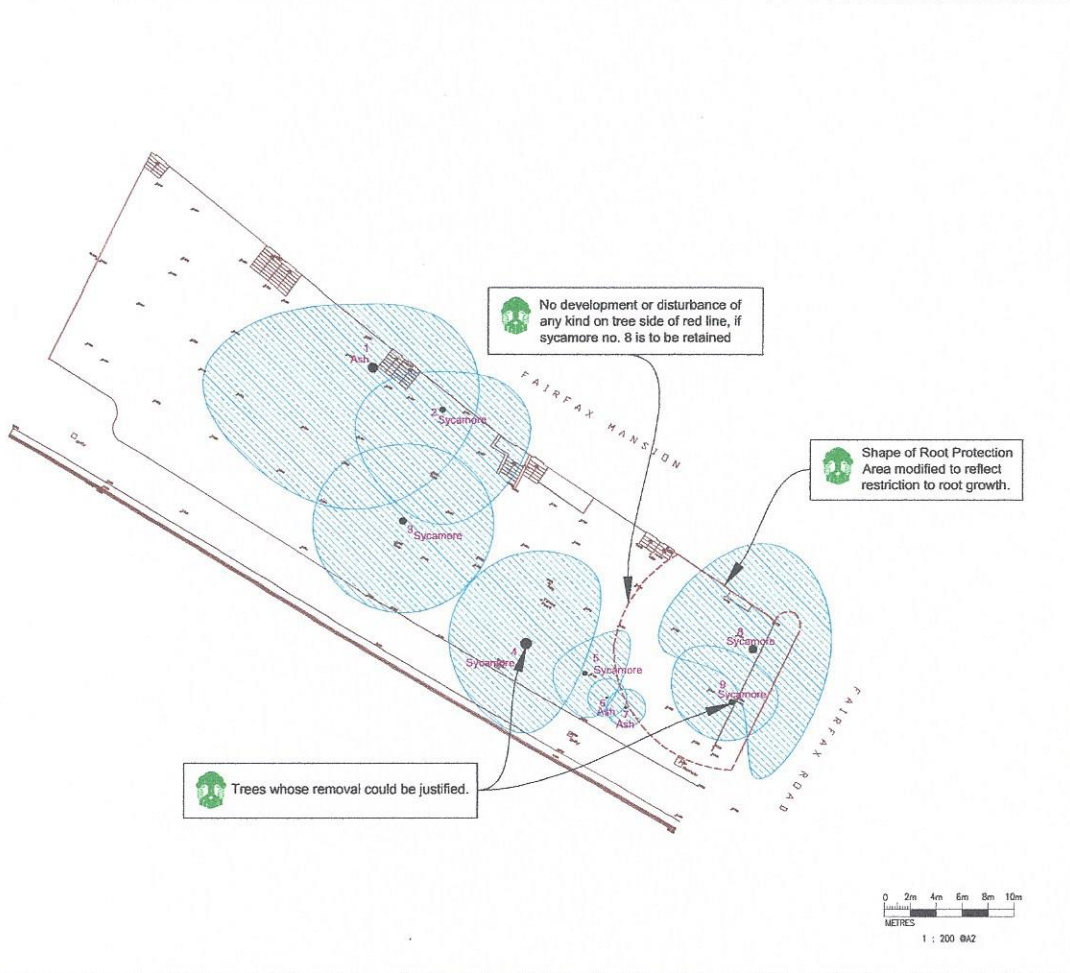 No development or disturbance of
any kind on tree side of red line, if
sycamore no. 8 is to be retained
1
Ash
2
Sycamore
FAIRFAX MANSION
Shape of Root Protection
Area modified to reflect
restriction to root growth.
3
Sycamore
4
Sycamore
5
Sycamore
6
Ash
7
Ash
8
Sycamore
9
Sycamore
FAIRFAX ROAD
Trees whose removal could be justified.
0 2m 4m 6m 8m 10m
METRES
1 : 200 @A2